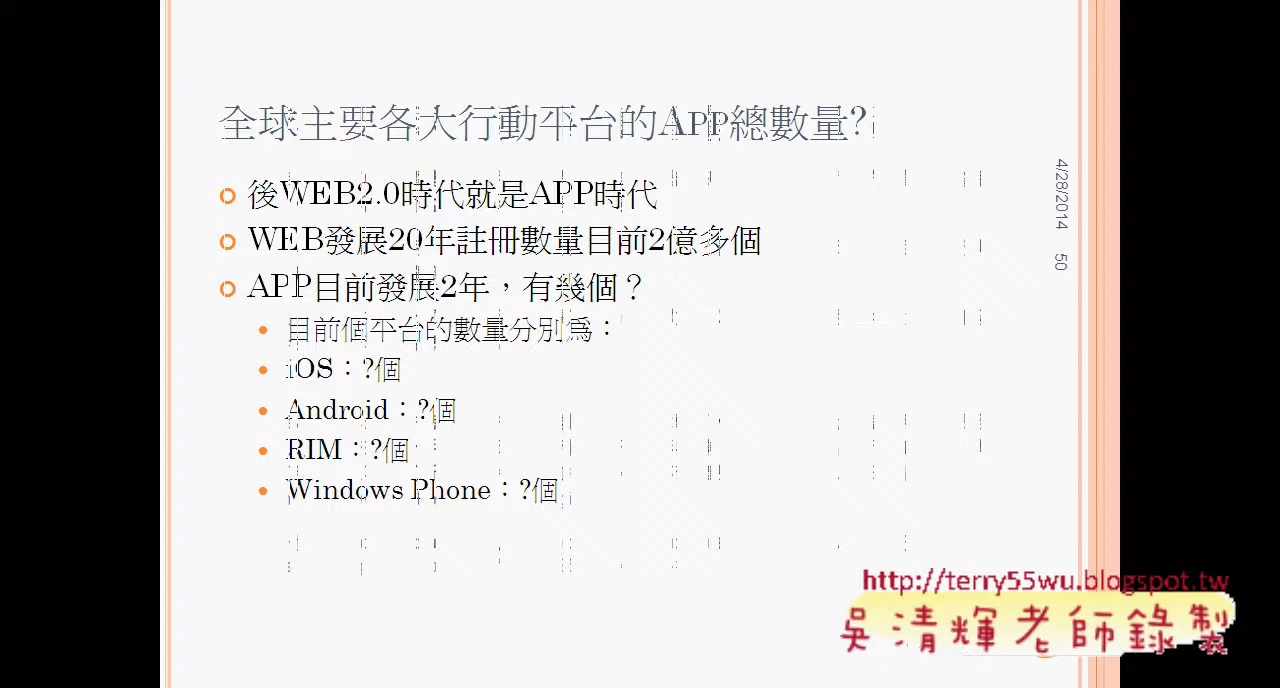 全球主要各大行動平台的APP總數量?
後WEB2.0時代就是APP時代
WEB發展20年註冊數量目前2億多個
APP目前發展2年，有幾個？
目前個平台的數量分別為：
iOS：?個
Android：?個
RIM：?個
Windows Phone：?個
4/28/2014
50
http://terry55wu.blogspot.tw
吳清輝老師錄製